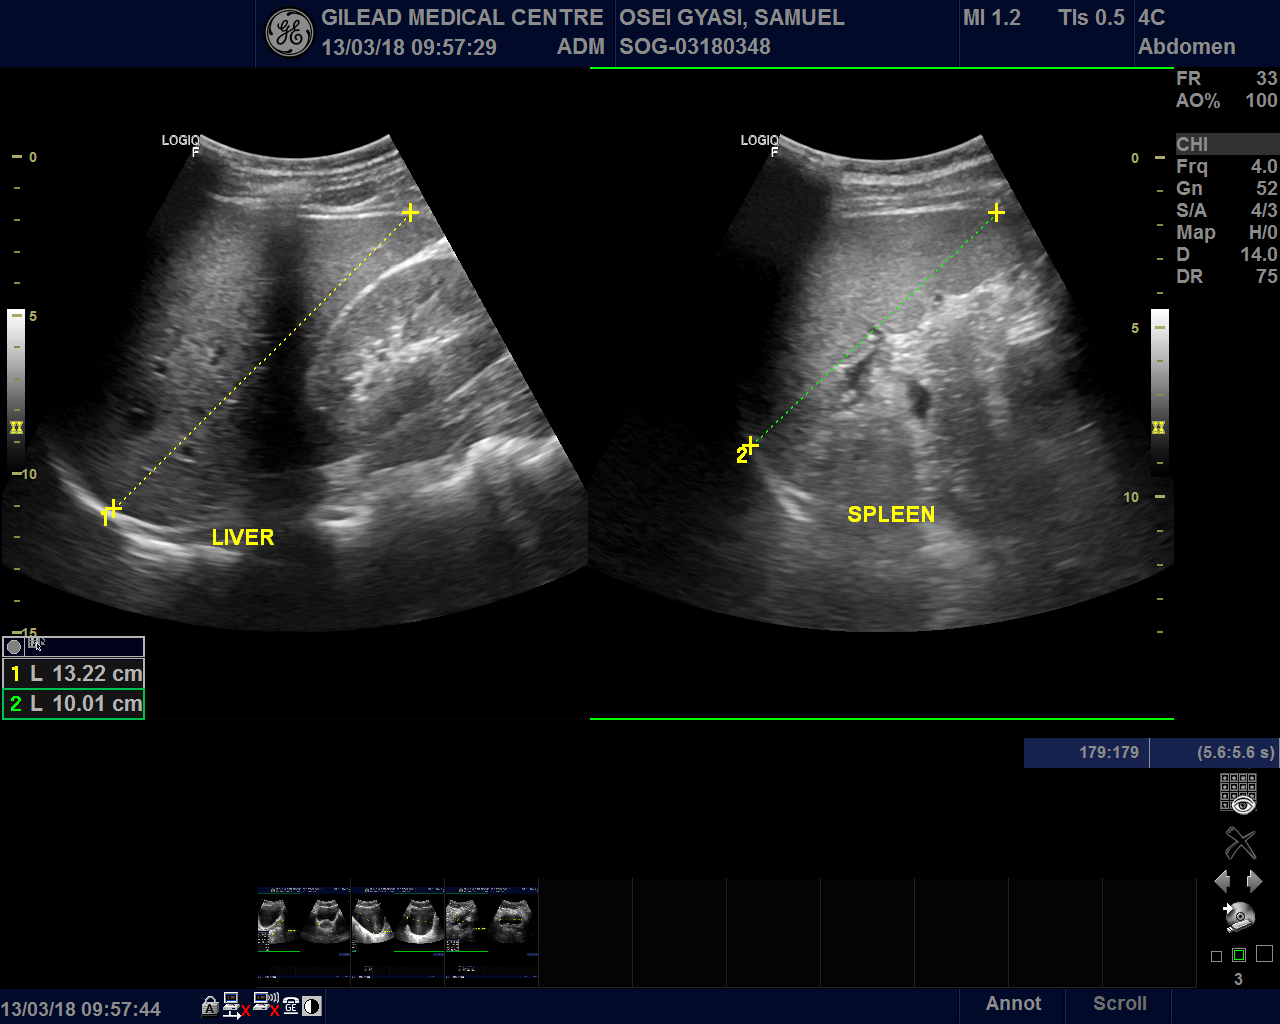 GILEAD MEDICAL CENTRE
13/03/18 09:57:29 ADM
OSEI GYASI, SAMUEL
SOG-03180348
MI 1.2 TIs 0.5
4C
Abdomen
FR 33
AO% 100
CHI
Frq 4.0
Gn 52
S/A 4/3
Map H/0
D 14.0
DR 75
LOGIQ
F
LOGIQ
F
0
5
10
15
0
5
10
1
LIVER
2
SPLEEN
1 L 13.22 cm
2 L 10.01 cm
179:179 (5.6:5.6 s)
3
13/03/18 09:57:44
Annot
Scroll